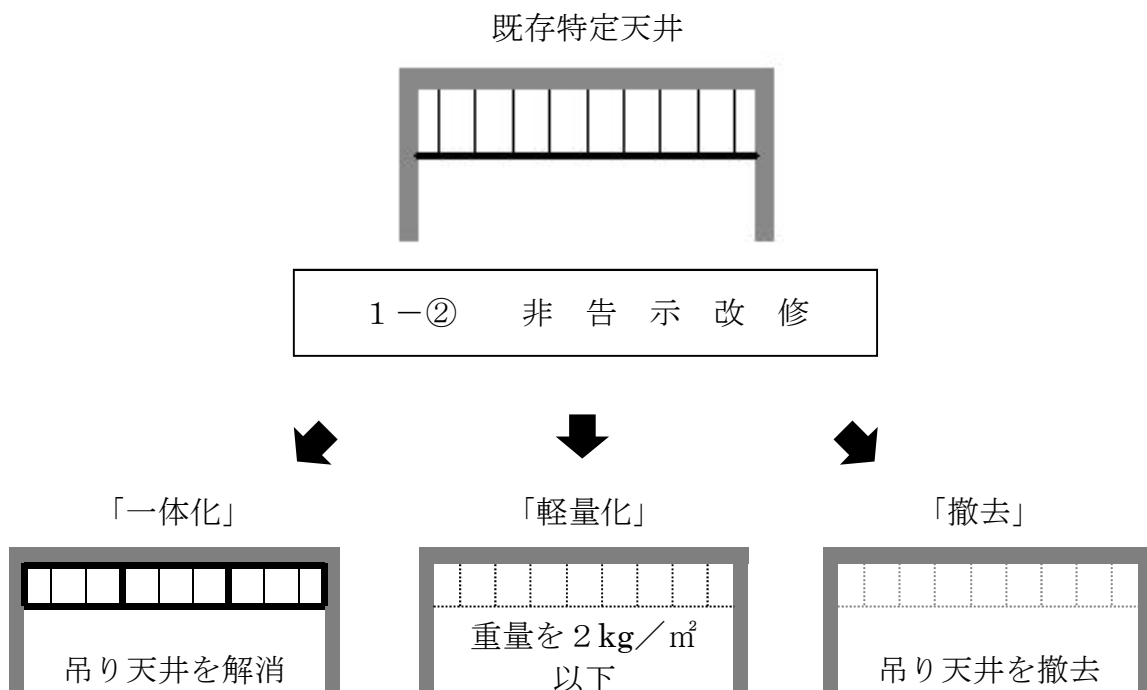 既存特定天井
１－② 非告示改修
「一体化」
「軽量化」
「撤去」
吊り天井を解消
重量を２kg／㎡
以下
吊り天井を撤去